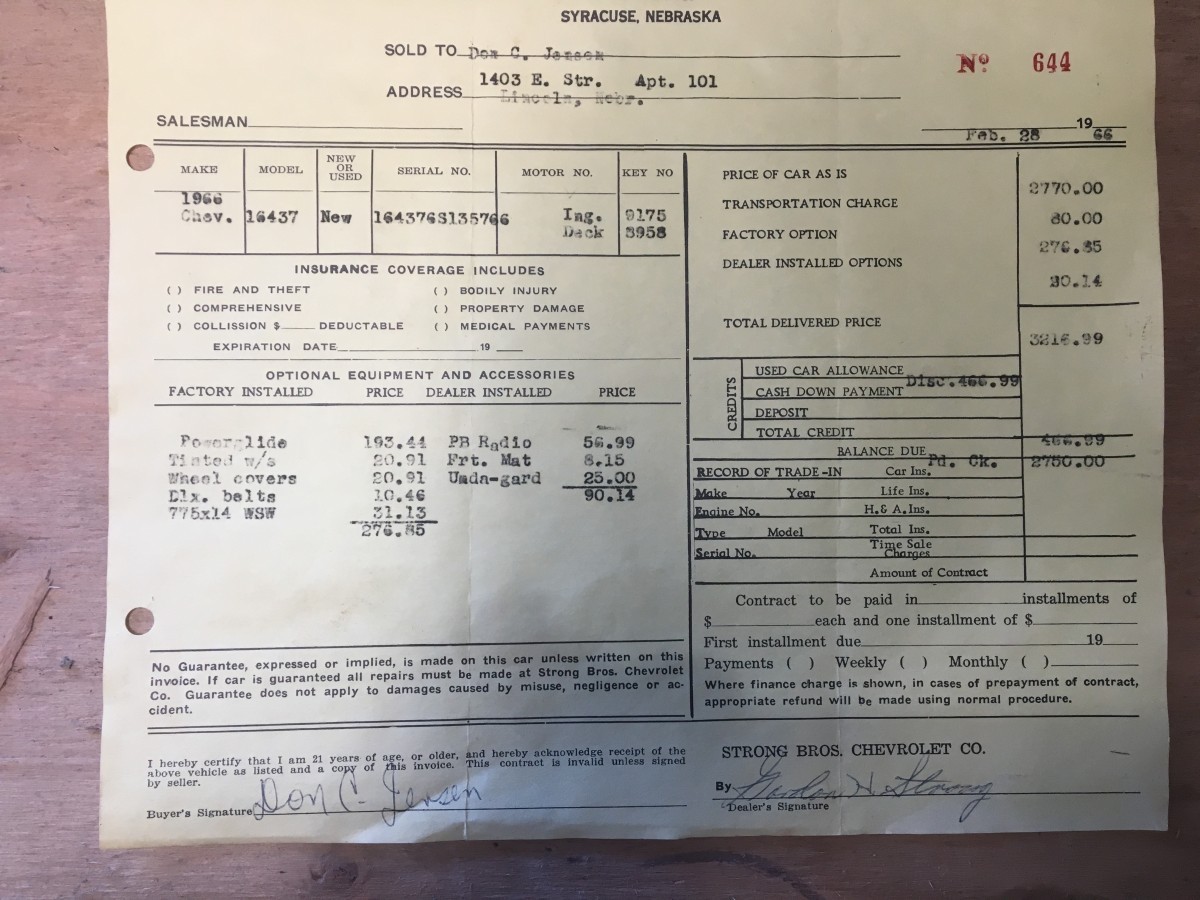 SYRACUSE, NEBRASKA
SOLD TO Don C. Jensen
Nº 644
ADDRESS 1403 E. Str. Apt. 101
Lincoln, Nebr.
SALESMAN
Feb. 28 19 66
MAKE MODEL NEW OR USED SERIAL NO. MOTOR NO. KEY NO
1966
Chev. 16437 New 164376S135766 Ing. 9175
Deck 8958
PRICE OF CAR AS IS 2770.00
TRANSPORTATION CHARGE 80.00
FACTORY OPTION 276.85
DEALER INSTALLED OPTIONS 90.14
TOTAL DELIVERED PRICE 3216.99
INSURANCE COVERAGE INCLUDES
( ) FIRE AND THEFT ( ) BODILY INJURY
( ) COMPREHENSIVE ( ) PROPERTY DAMAGE
( ) COLLISSION $ DEDUCTABLE ( ) MEDICAL PAYMENTS
EXPIRATION DATE 19
CREDITS
USED CAR ALLOWANCE
CASH DOWN PAYMENT Disc. 466.99
DEPOSIT
TOTAL CREDIT 466.99
BALANCE DUE Pd. Ck. 2750.00
OPTIONAL EQUIPMENT AND ACCESSORIES
FACTORY INSTALLED PRICE DEALER INSTALLED PRICE
Powerglide 193.44 PB Radio 56.99
Tinted w/s 20.91 Frt. Mat 8.15
Wheel covers 20.91 Unda-gard 25.00
Dlx. belts 10.46 90.14
775x14 WSW 31.13
276.85
RECORD OF TRADE-IN Car Ins.
Make Year Life Ins.
Engine No. H.& A.Ins.
Type Model Total Ins.
Serial No. Time Sale Charges
Amount of Contract
Contract to be paid in installments of
$ each and one installment of $
First installment due 19
Payments ( ) Weekly ( ) Monthly ( )
Where finance charge is shown, in cases of prepayment of contract,
appropriate refund will be made using normal procedure.
No Guarantee, expressed or implied, is made on this car unless written on this
invoice. If car is guaranteed all repairs must be made at Strong Bros. Chevrolet
Co. Guarantee does not apply to damages caused by misuse, negligence or ac-
cident.
I hereby certify that I am 21 years of age, or older, and hereby acknowledge receipt of the
above vehicle as listed and a copy of this invoice. This contract is invalid unless signed
by seller.
Buyer's Signature Don C. Jensen
STRONG BROS. CHEVROLET CO.
By Gordon H Strong
Dealer's Signature